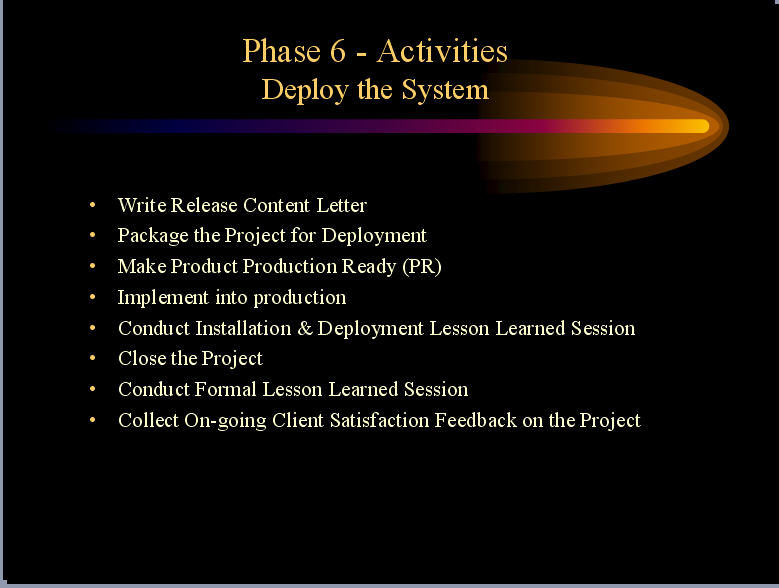 Phase 6 - Activities
Deploy the System
• Write Release Content Letter
• Package the Project for Deployment
• Make Product Production Ready (PR)
• Implement into production
• Conduct Installation & Deployment Lesson Learned Session
• Close the Project
• Conduct Formal Lesson Learned Session
• Collect On-going Client Satisfaction Feedback on the Project